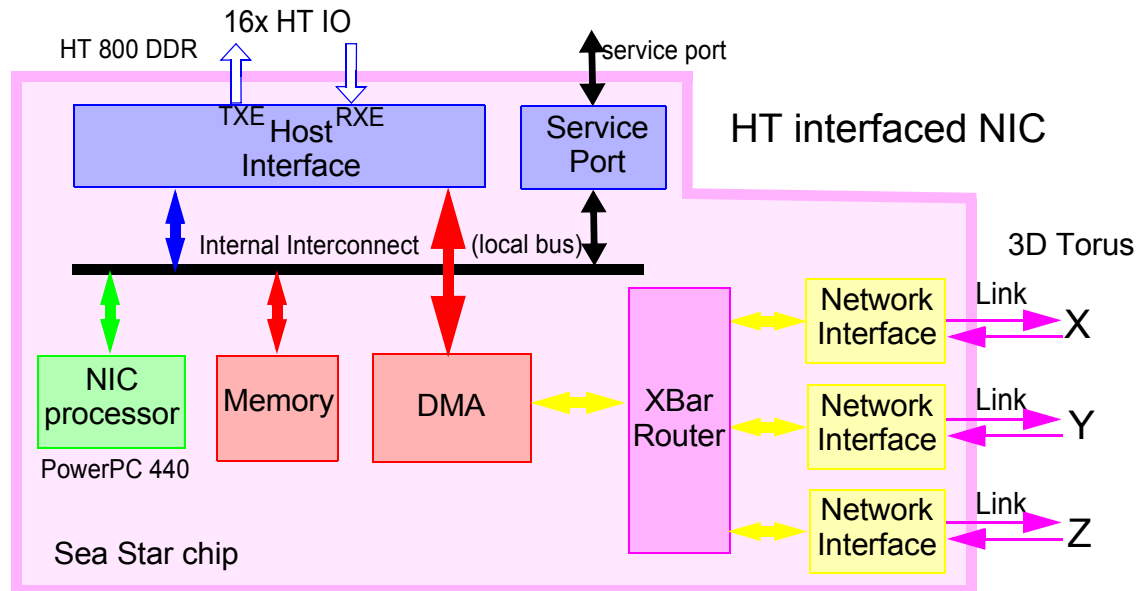 16x HT IO
HT 800 DDR
service port
TXE
RXE
Host
Interface
Service
Port
HT interfaced NIC
Internal Interconnect
(local bus)
3D Torus
NIC
processor
PowerPC 440
Memory
DMA
XBar
Router
Network
Interface
Link
X
Network
Interface
Link
Y
Network
Interface
Link
Z
Sea Star chip